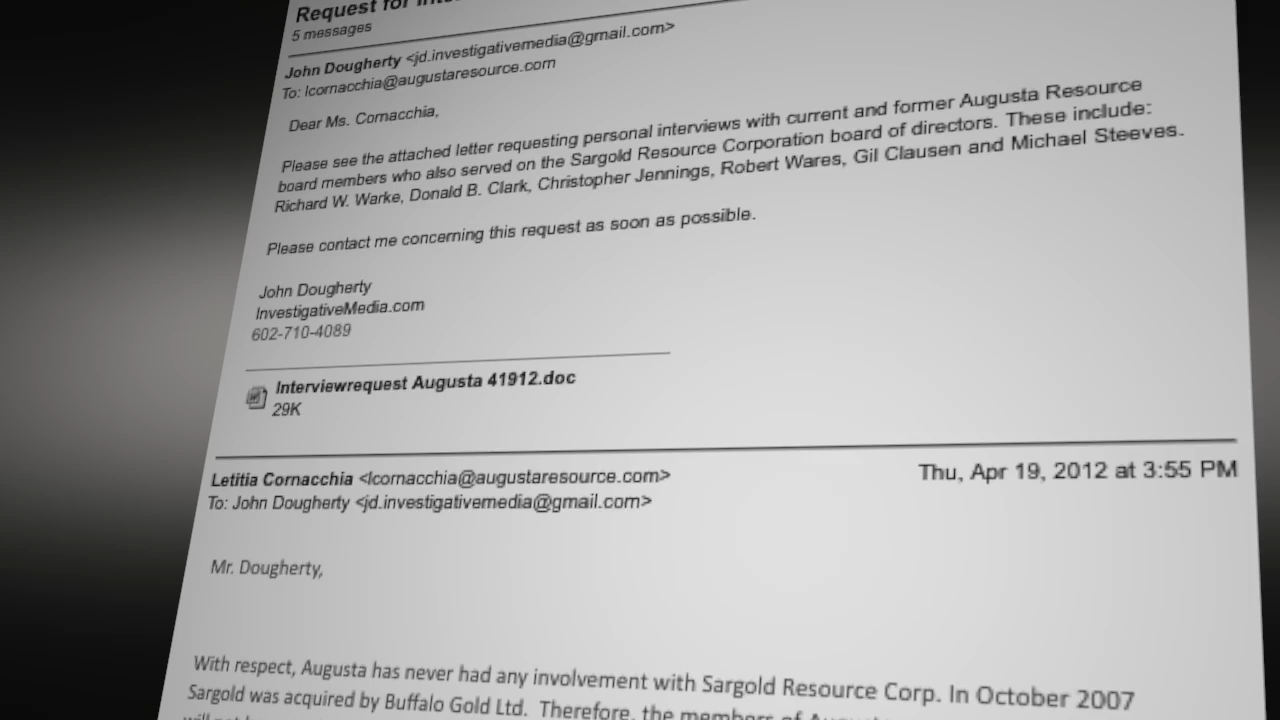 Request for
5 messages
John Dougherty <jd.investigativemedia@gmail.com>
To: lcornacchia@augustaresource.com
Dear Ms. Cornacchia,
Please see the attached letter requesting personal interviews with current and former Augusta Resource
board members who also served on the Sargold Resource Corporation board of directors. These include:
Richard W. Warke, Donald B. Clark, Christopher Jennings, Robert Wares, Gil Clausen and Michael Steeves.
Please contact me concerning this request as soon as possible.
John Dougherty
InvestigativeMedia.com
602-710-4089
Interviewrequest Augusta 41912.doc
29K
Letitia Cornacchia <lcornacchia@augustaresource.com> Thu, Apr 19, 2012 at 3:55 PM
To: John Dougherty <jd.investigativemedia@gmail.com>
Mr. Dougherty,
With respect, Augusta has never had any involvement with Sargold Resource Corp. In October 2007
Sargold was acquired by Buffalo Gold Ltd. Therefore, the members of